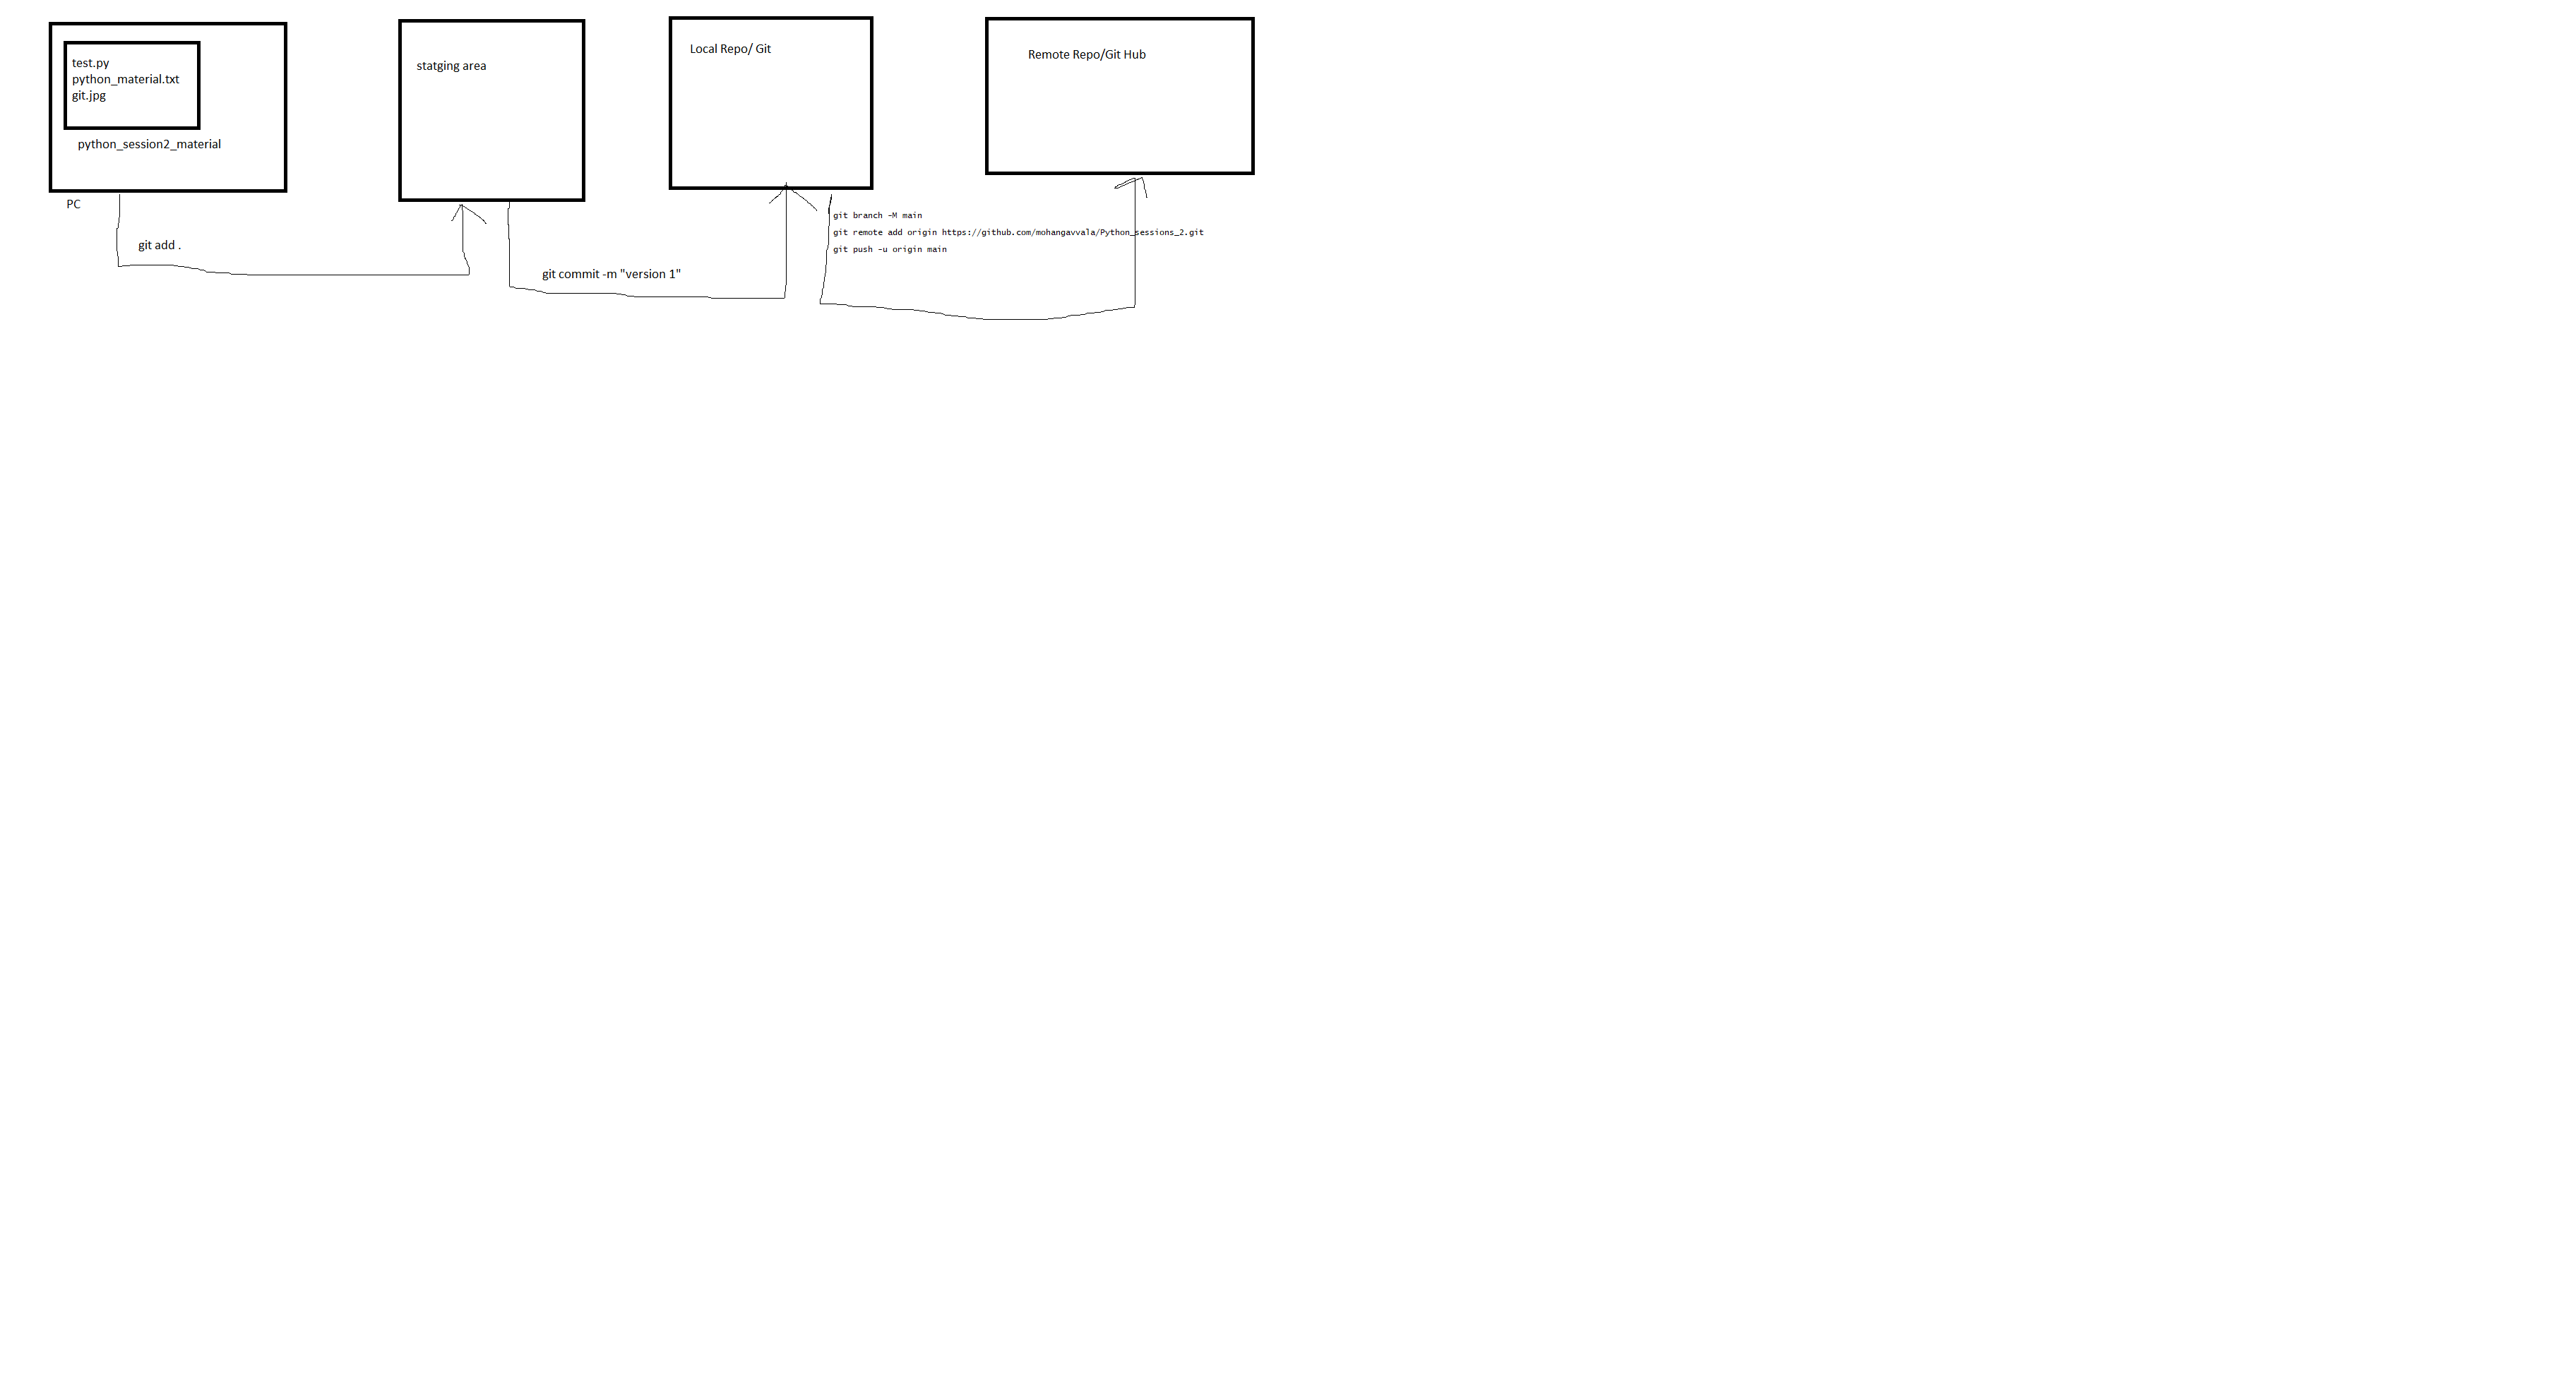 test.py
python_material.txt
git.jpg
python_session2_material
PC
git add .
statging area
git commit -m "version 1"
Local Repo/ Git
git branch -M main
git remote add origin https://github.com/mohangavvala/Python_sessions_2.git
git push -u origin main
Remote Repo/Git Hub